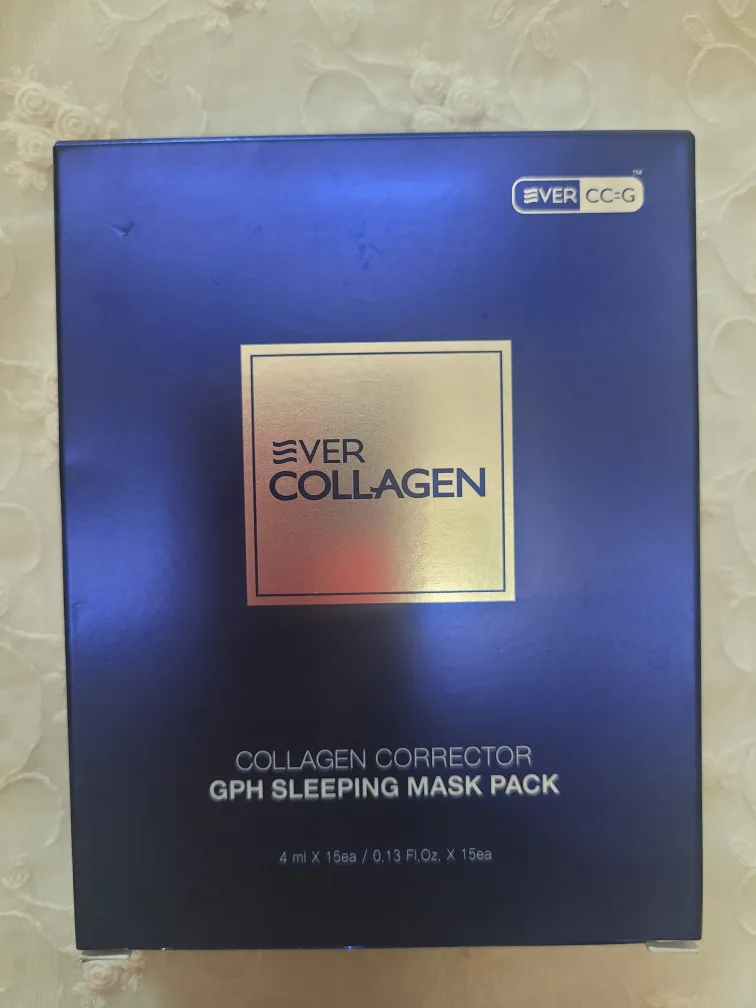 EVER CC=G
TM
EVER
COLLAGEN
COLLAGEN CORRECTOR
GPH SLEEPING MASK PACK
4 ml X 15ea / 0.13 Fl.Oz. X 15ea